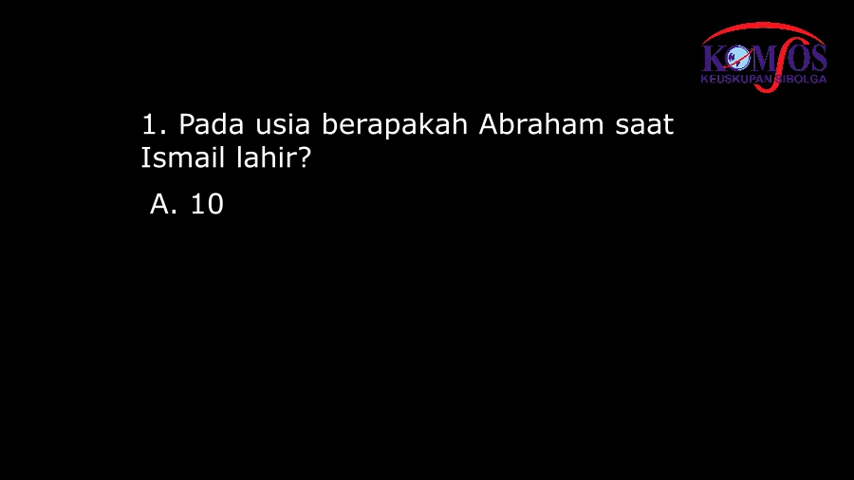 KOMSOS
KEUSKUPAN SIBOLGA
1. Pada usia berapakah Abraham saat
Ismail lahir?
A. 10